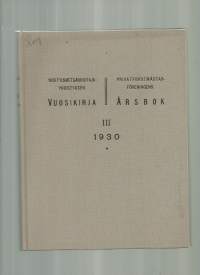 YKSITYISMETSÄNHOITAJA-
YHDISTYKSEN
VUOSIKIRJA
PRIVATFORSTMÄSTAR-
FÖRENINGENS
ÅRSBOK
III
1930